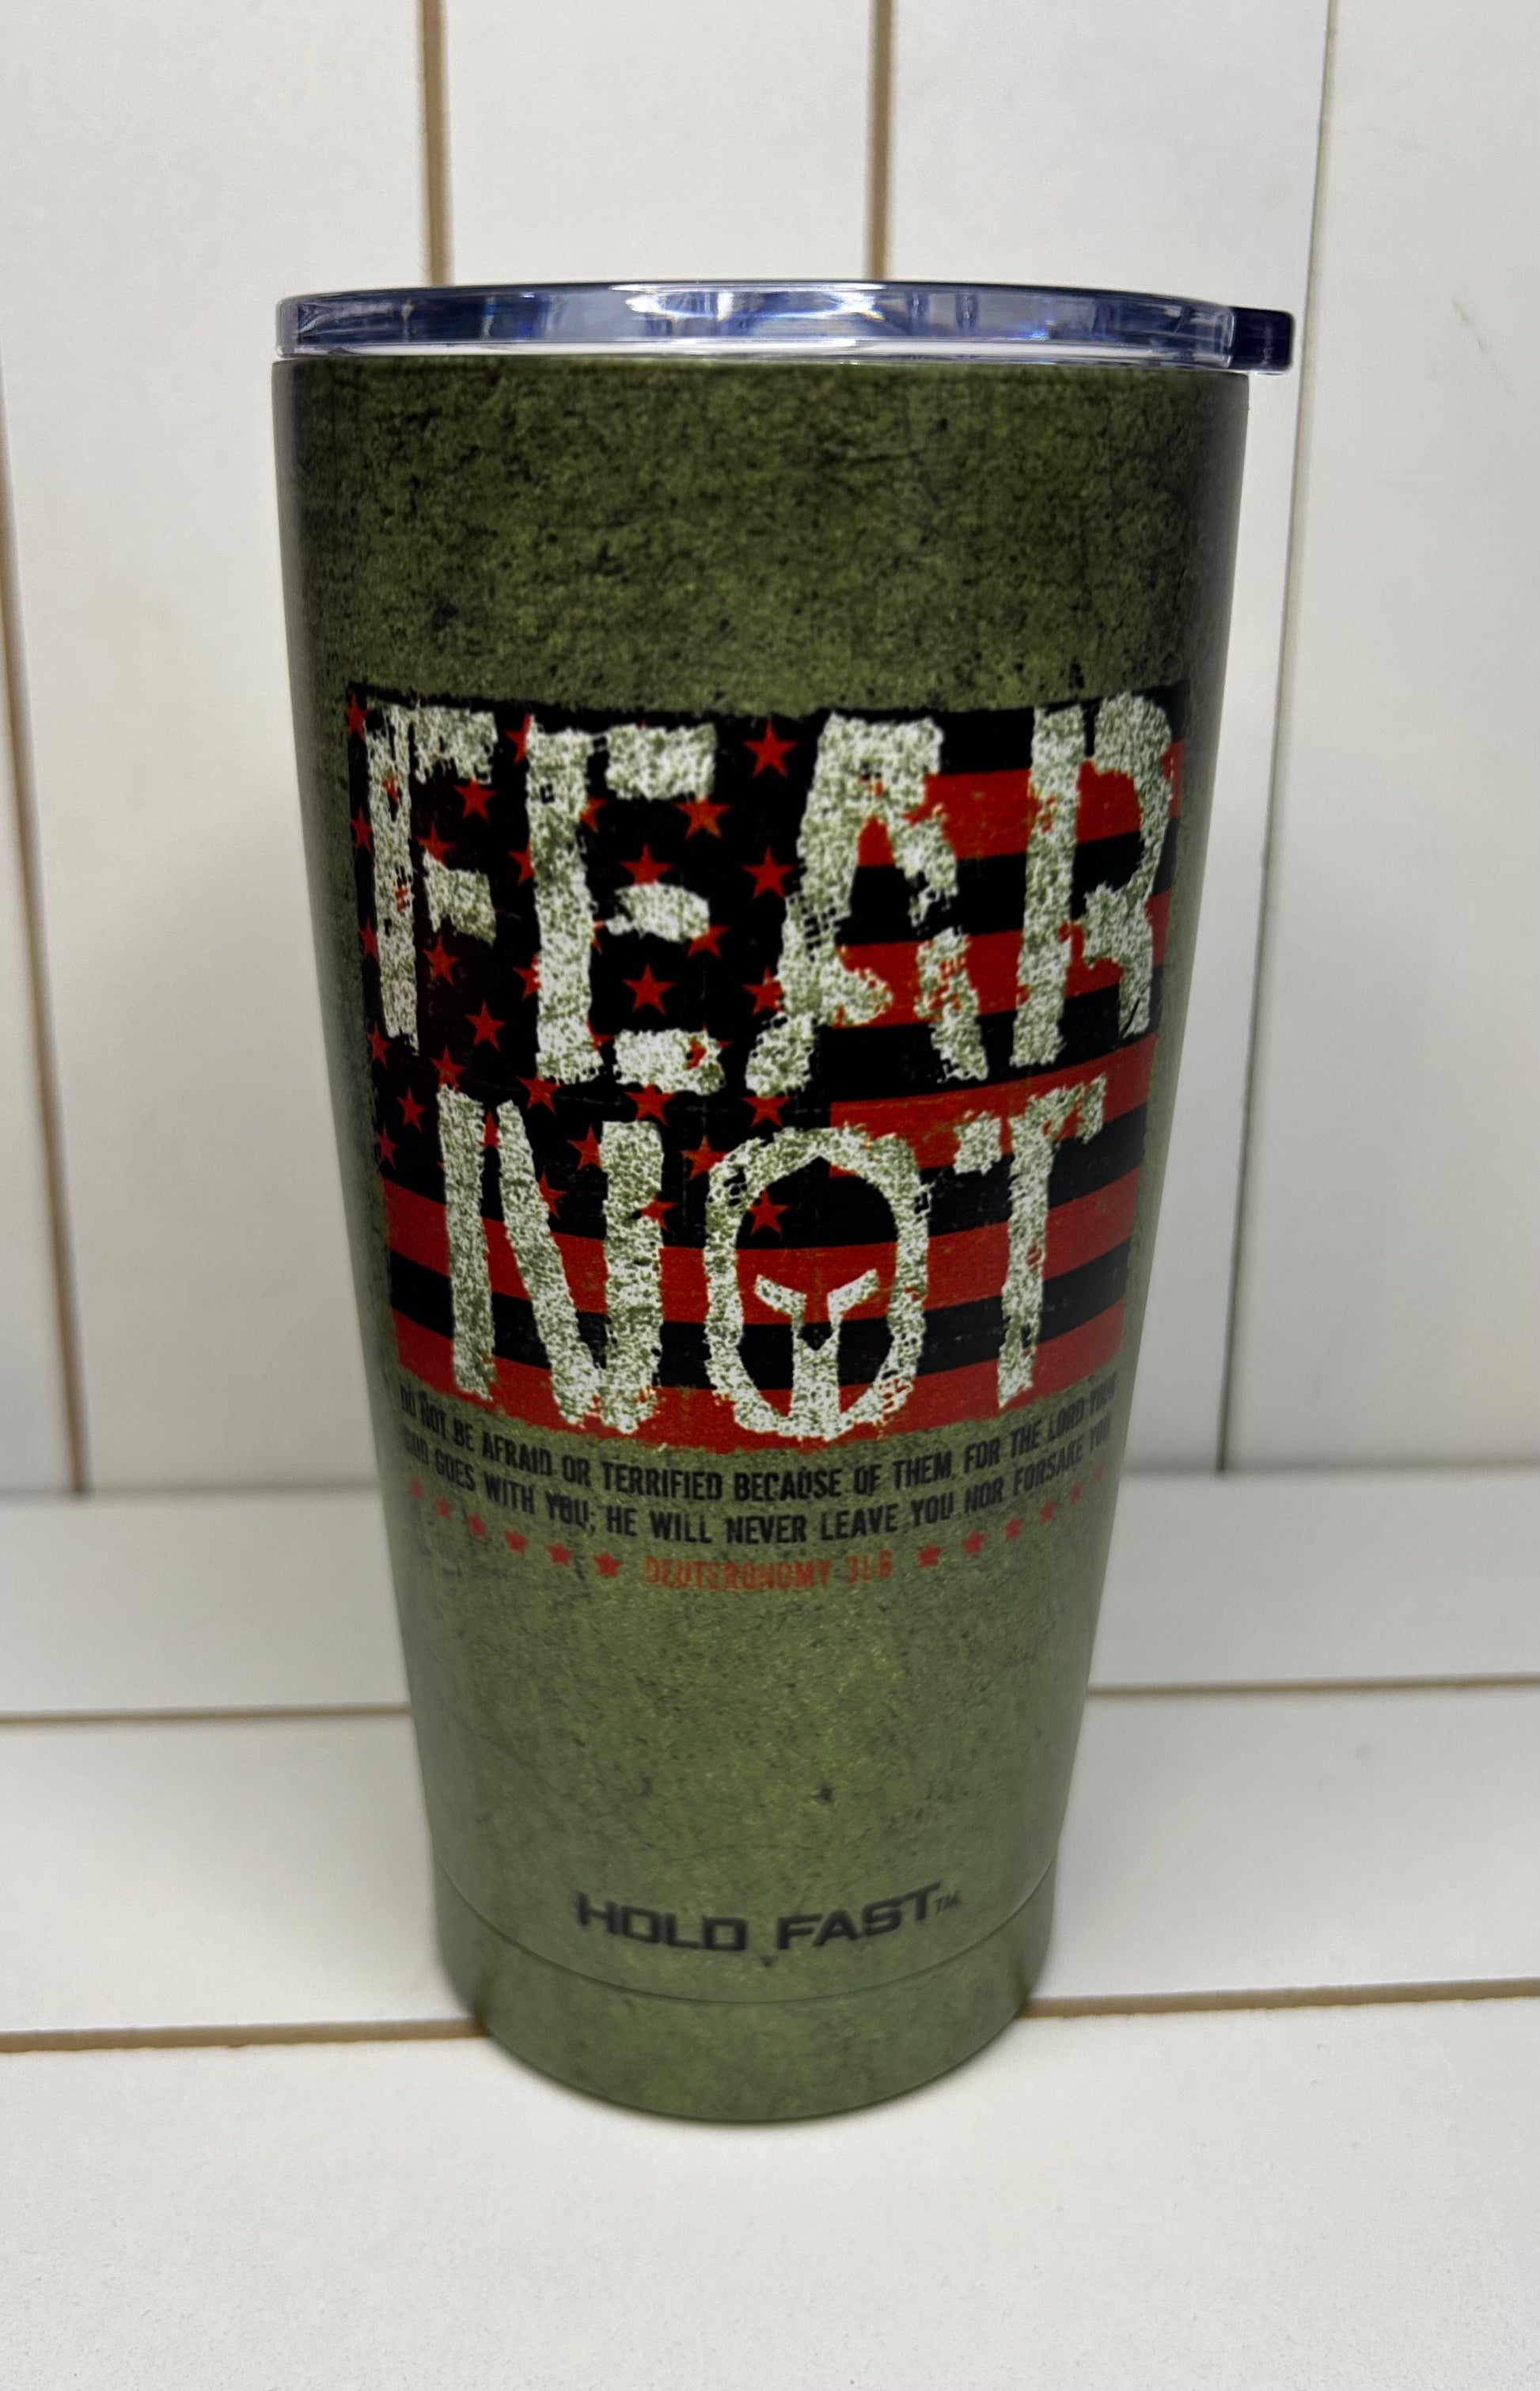 FEAR
NOT
DO NOT BE AFRAID OR TERRIFIED BECAUSE OF THEM, FOR THE LORD YOUR
GOD GOES WITH YOU; HE WILL NEVER LEAVE YOU NOR FORSAKE YOU
DEUTERONOMY 31:6
HOLD FAST™